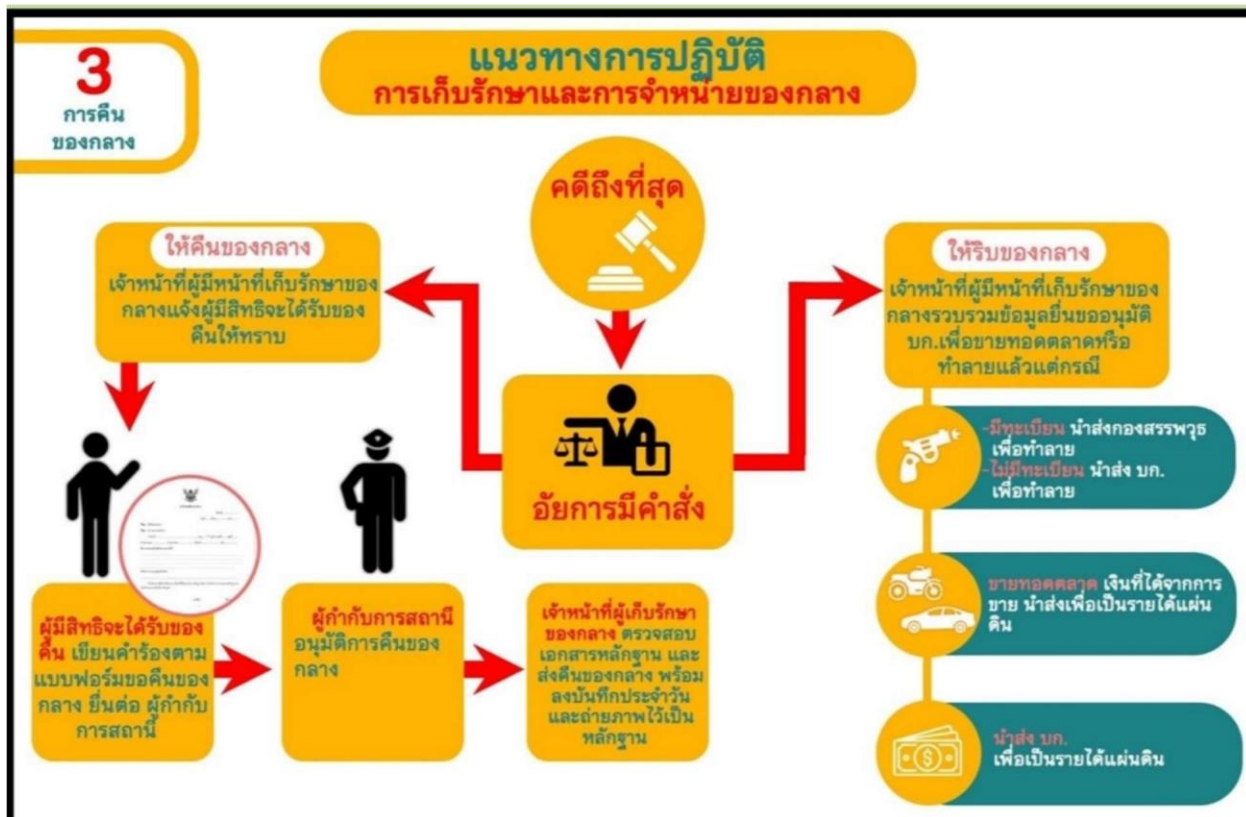 3
การคืน
ของกลาง
แนวทางการปฏิบัติ
การเก็บรักษาและการจำหน่ายของกลาง
คดีถึงที่สุด
ให้คืนของกลาง
เจ้าหน้าที่ผู้มีหน้าที่เก็บรักษาของ
กลางแจ้งผู้มีสิทธิจะได้รับของ
คืนให้ทราบ
ให้ริบของกลาง
เจ้าหน้าที่ผู้มีหน้าที่เก็บรักษาของ
กลางรวบรวมข้อมูลยื่นขออนุมัติ
บก.เพื่อขายทอดตลาดหรือ
ทำลายแล้วแต่กรณี
อัยการมีคำสั่ง
-มีทะเบียน นำส่งกองสรรพวุธ
เพื่อทำลาย
-ไม่มีทะเบียน นำส่ง บก.
เพื่อทำลาย
ขายทอดตลาด เงินที่ได้จากการ
ขาย นำส่งเพื่อเป็นรายได้แผ่น
ดิน
นำส่ง บก.
เพื่อเป็นรายได้แผ่นดิน
ผู้มีสิทธิจะได้รับของ
คืน เขียนคำร้องตาม
แบบฟอร์มขอคืนของ
กลาง ยื่นต่อ ผู้กำกับ
การสถานี
ผู้กำกับการสถานี
อนุมัติการคืนของ
กลาง
เจ้าหน้าที่ผู้เก็บรักษา
ของกลาง ตรวจสอบ
เอกสารหลักฐาน และ
ส่งคืนของกลาง พร้อม
ลงบันทึกประจำวัน
และถ่ายภาพไว้เป็น
หลักฐาน